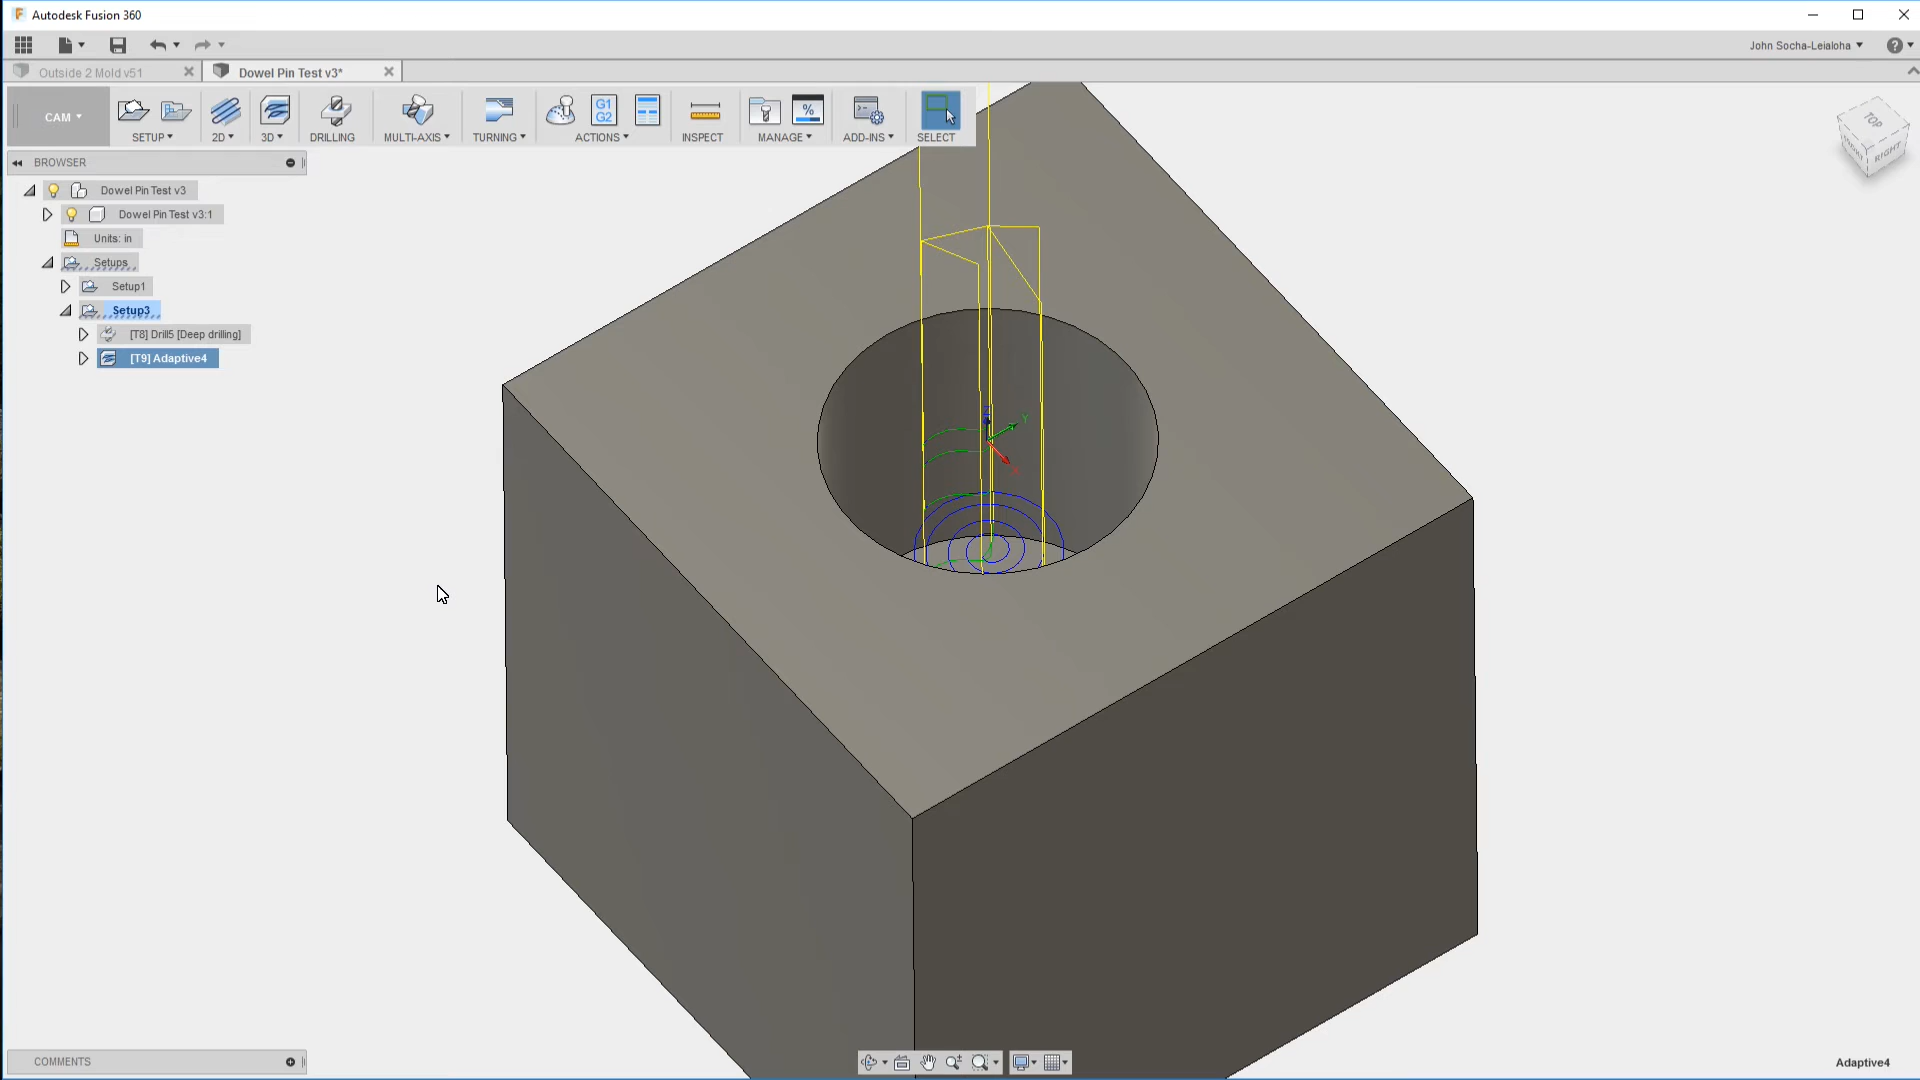 Autodesk Fusion 360
John Socha-Leialoha
Outside 2 Mold v51
Dowel Pin Test v3*
CAM
G1
G2
%
SETUP
2D
3D
DRILLING
MULTI-AXIS
TURNING
ACTIONS
INSPECT
MANAGE
ADD-INS
SELECT
TOP
RIGHT
BROWSER
Dowel Pin Test v3
Dowel Pin Test v3:1
Units: in
Setups
Setup1
Setup3
[T8] Drill5 [Deep drilling]
[T9] Adaptive4
Z
Y
X
COMMENTS
Adaptive4